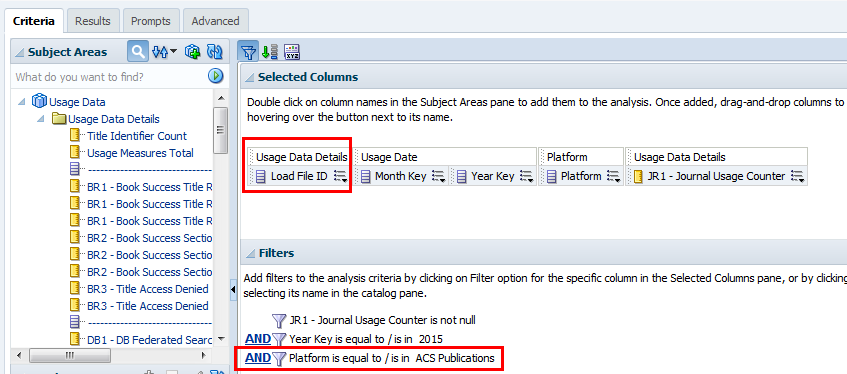 Criteria Results Prompts Advanced
Subject Areas
What do you want to find?
Usage Data
Usage Data Details
Title Identifier Count
Usage Measures Total
--------------------------------
BR1 - Book Success Title R
BR1 - Book Success Title R
BR1 - Book Success Title R
BR2 - Book Success Sectio
BR2 - Book Success Sectio
BR2 - Book Success Sectio
BR3 - Title Access Denied
BR3 - Title Access Denied
--------------------------------
DB1 - DB Federated Searc
XYZ
Selected Columns
Double click on column names in the Subject Areas pane to add them to the analysis. Once added, drag-and-drop columns to
hovering over the button next to its name.
Usage Data Details Usage Date Platform Usage Data Details
Load File ID Month Key Year Key Platform JR1 - Journal Usage Counter
Filters
Add filters to the analysis criteria by clicking on Filter option for the specific column in the Selected Columns pane, or by clicking
selecting its name in the catalog pane.
JR1 - Journal Usage Counter is not null
AND Year Key is equal to / is in 2015
AND Platform is equal to / is in ACS Publications